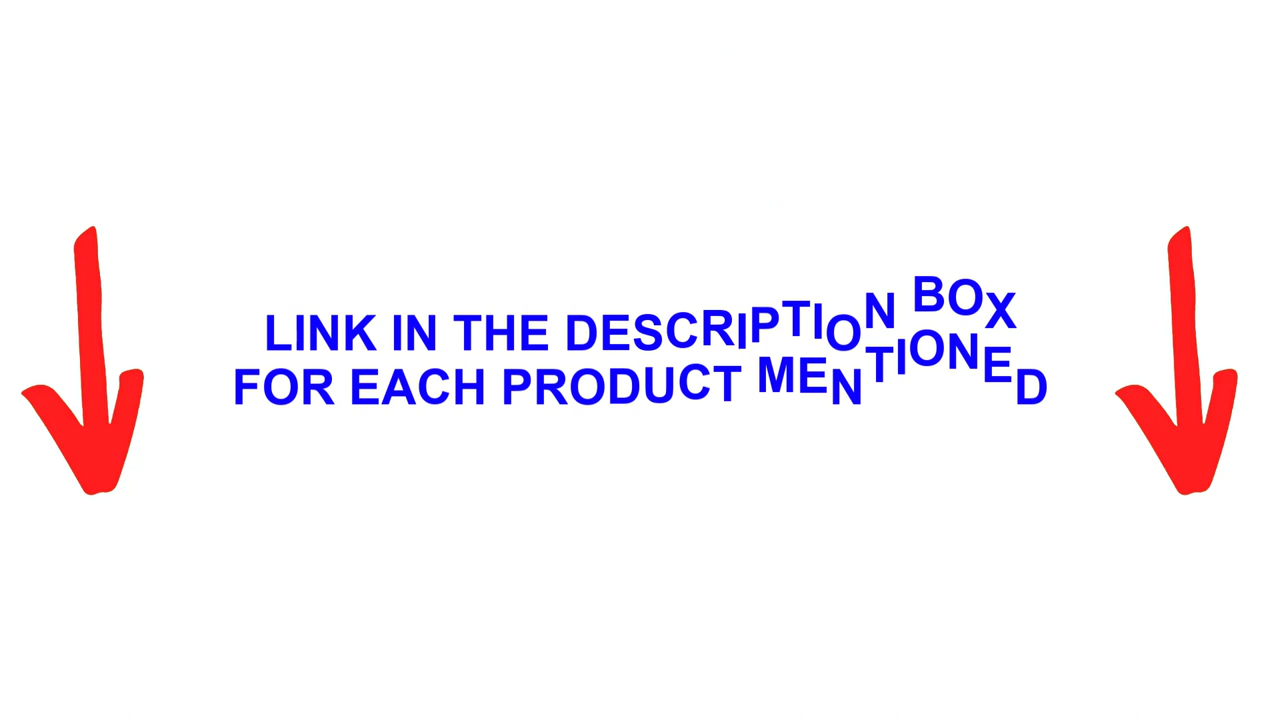 LINK IN THE DESCRIPTION BOX
FOR EACH PRODUCT MENTIONED